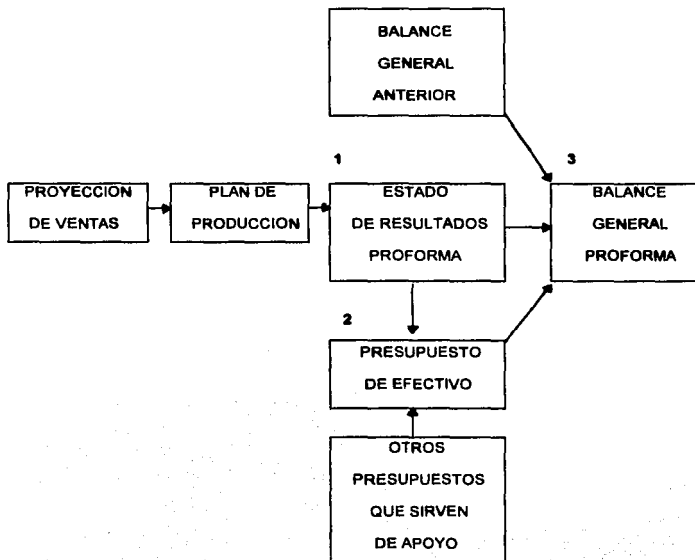 BALANCE
GENERAL
ANTERIOR
1
3
PROYECCION
DE VENTAS
PLAN DE
PRODUCCION
ESTADO
DE RESULTADOS
PROFORMA
BALANCE
GENERAL
PROFORMA
2
PRESUPUESTO
DE EFECTIVO
OTROS
PRESUPUESTOS
QUE SIRVEN
DE APOYO